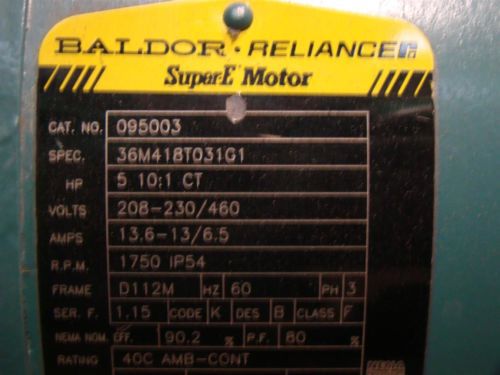 BALDOR • RELIANCE
Super-E Motor
CAT. NO. 095003
SPEC. 36M418T031G1
HP 5 10:1 CT
VOLTS 208-230/460
AMPS 13.6-13/6.5
R.P.M. 1750 IP54
FRAME D112M HZ 60 PH 3
SER. F. 1.15 CODE K DES B CLASS F
NEMA NOM. EFF. 90.2 % P.F. 80 %
RATING 40C AMB-CONT